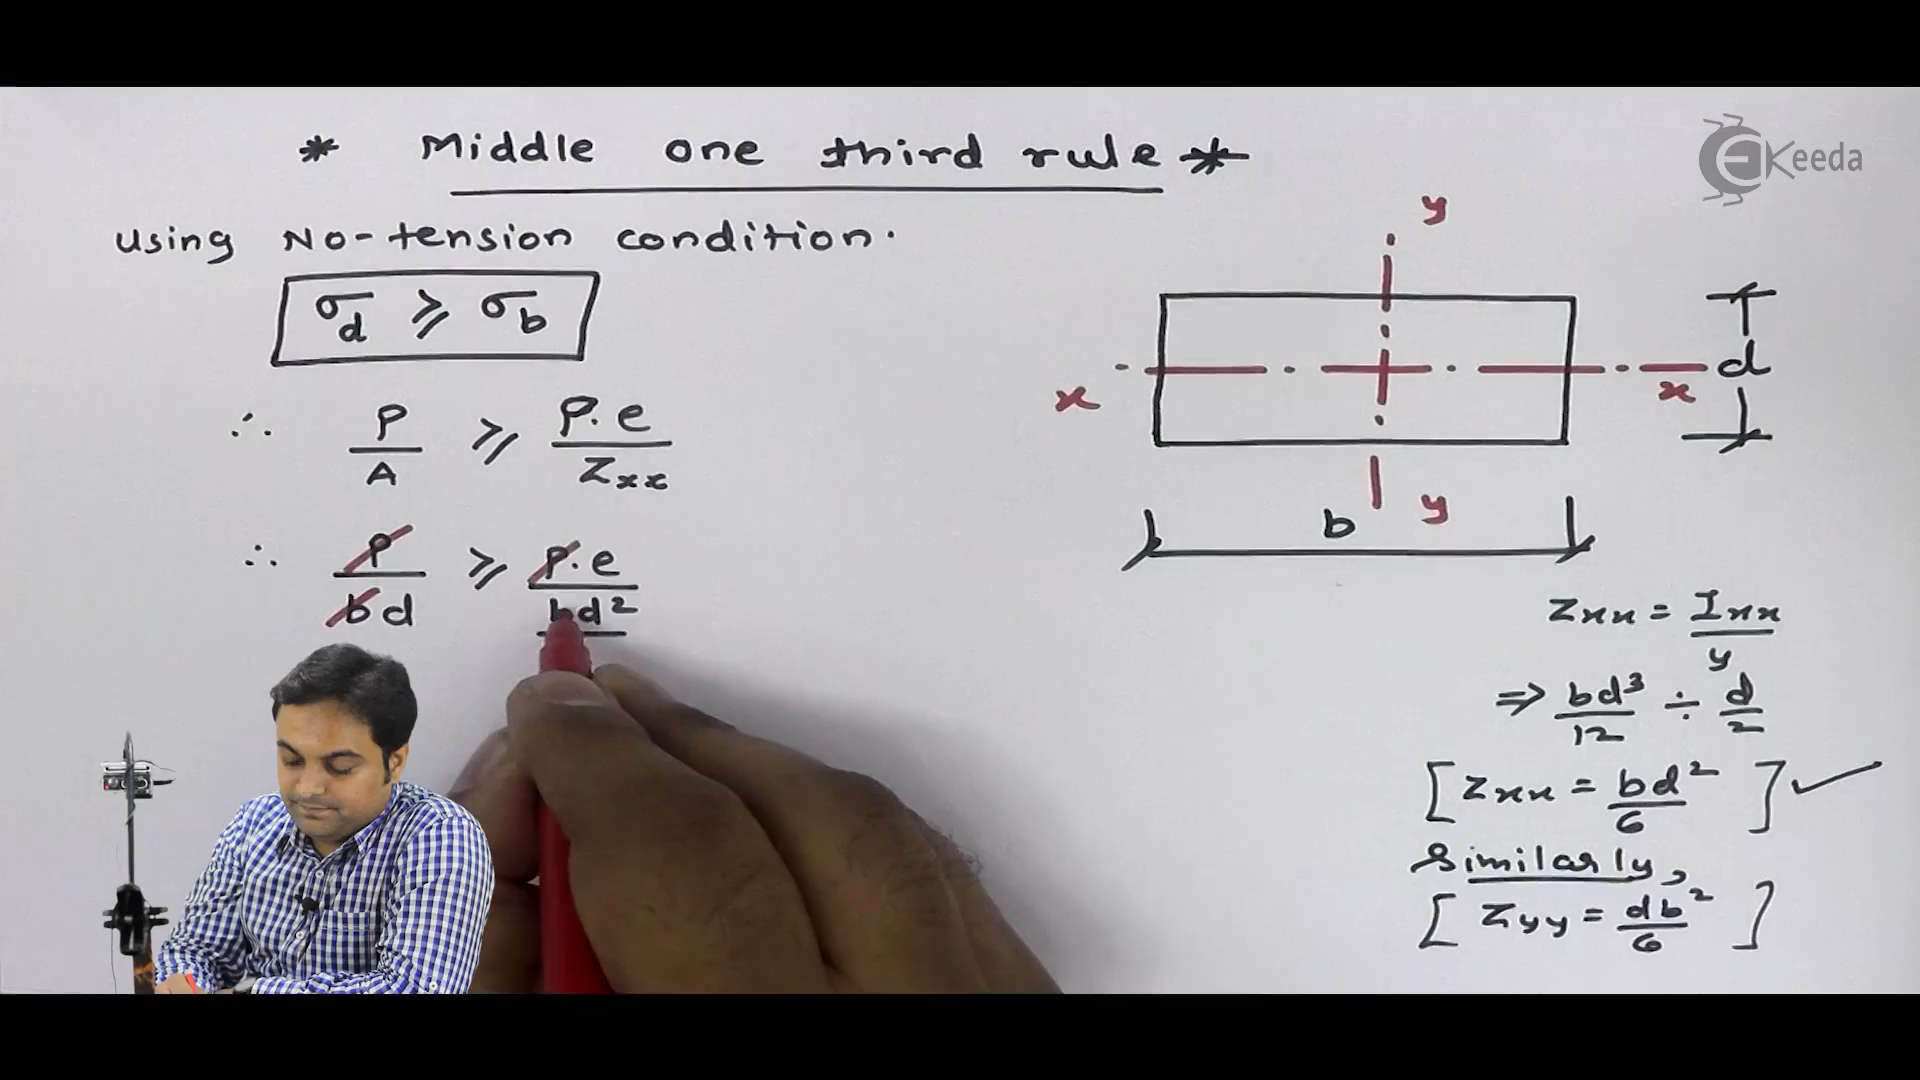 * Middle one third rule *
Keeda
using No-tension condition.
σd ⩾ σb
∴ P/A ⩾ P.e/Zxx
∴ P/bd ⩾ P.e/bd²
y
x
x
d
b
y
Zxx = Ixx/y
⇒ bd³/12 ÷ d/2
[Zxx = bd²/6] ✓
Similarly,
[Zyy = db²/6]